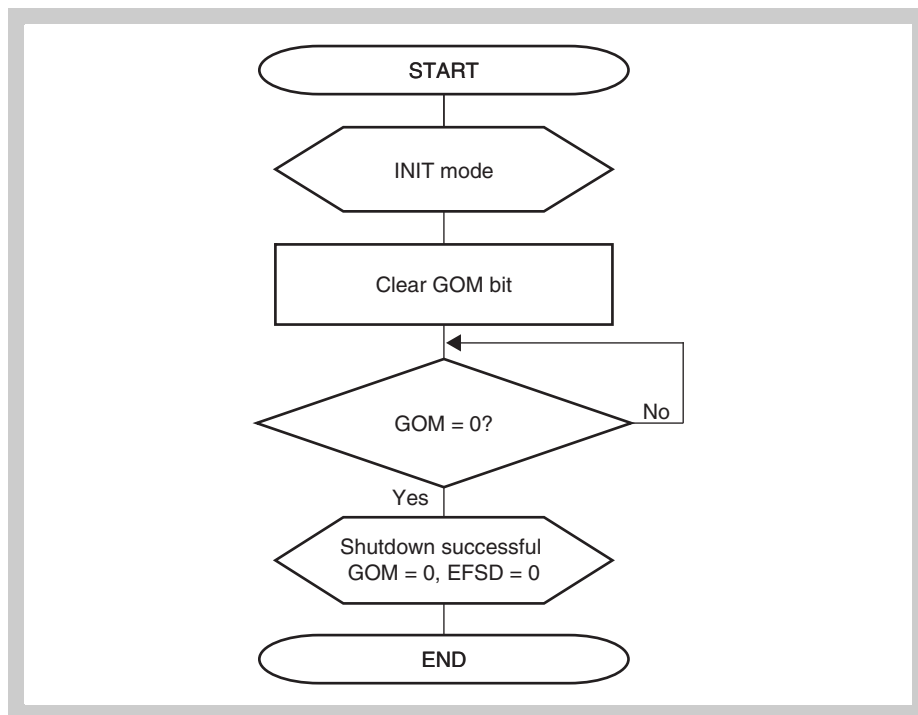 START
INIT mode
Clear GOM bit
GOM = 0?
No
Yes
Shutdown successful
GOM = 0, EFSD = 0
END